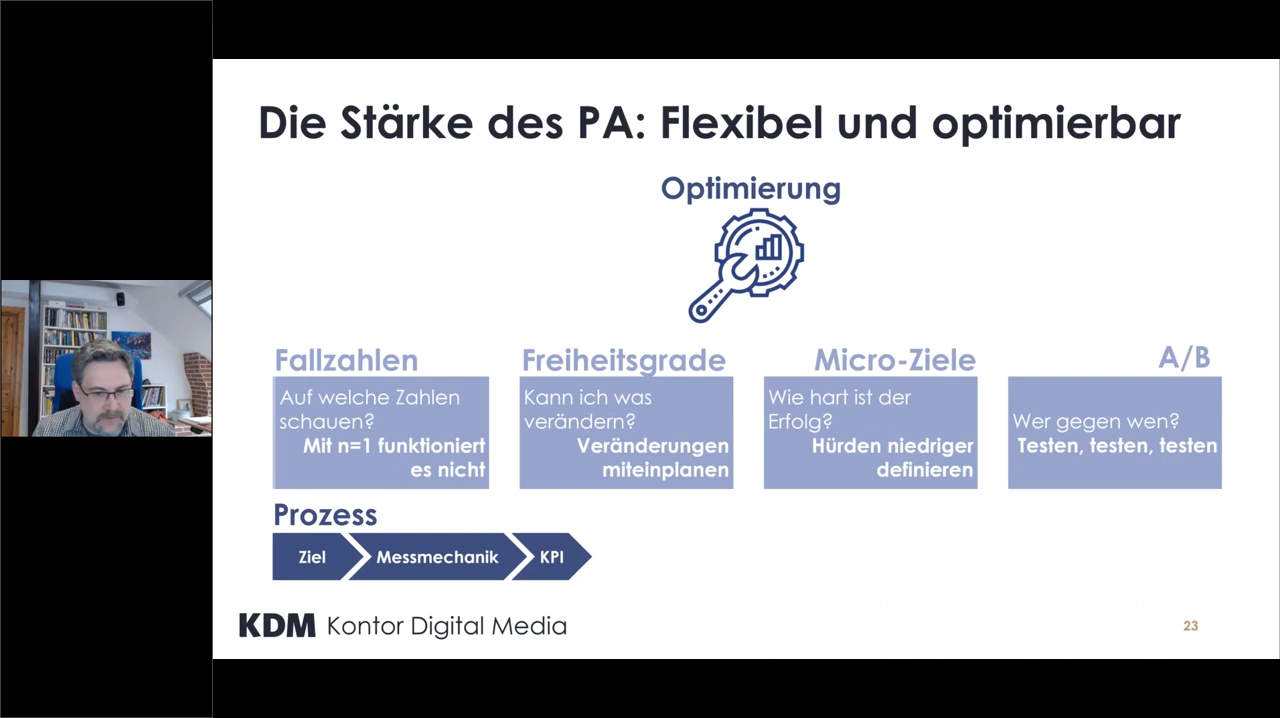 Die Stärke des PA: Flexibel und optimierbar
Optimierung
Fallzahlen
Auf welche Zahlen
schauen?
Mit n=1 funktioniert
es nicht
Freiheitsgrade
Kann ich was
verändern?
Veränderungen
miteinplanen
Micro-Ziele
Wie hart ist der
Erfolg?
Hürden niedriger
definieren
A/B
Wer gegen wen?
Testen, testen, testen
Prozess
Ziel
Messmechanik
KPI
KDM Kontor Digital Media
23